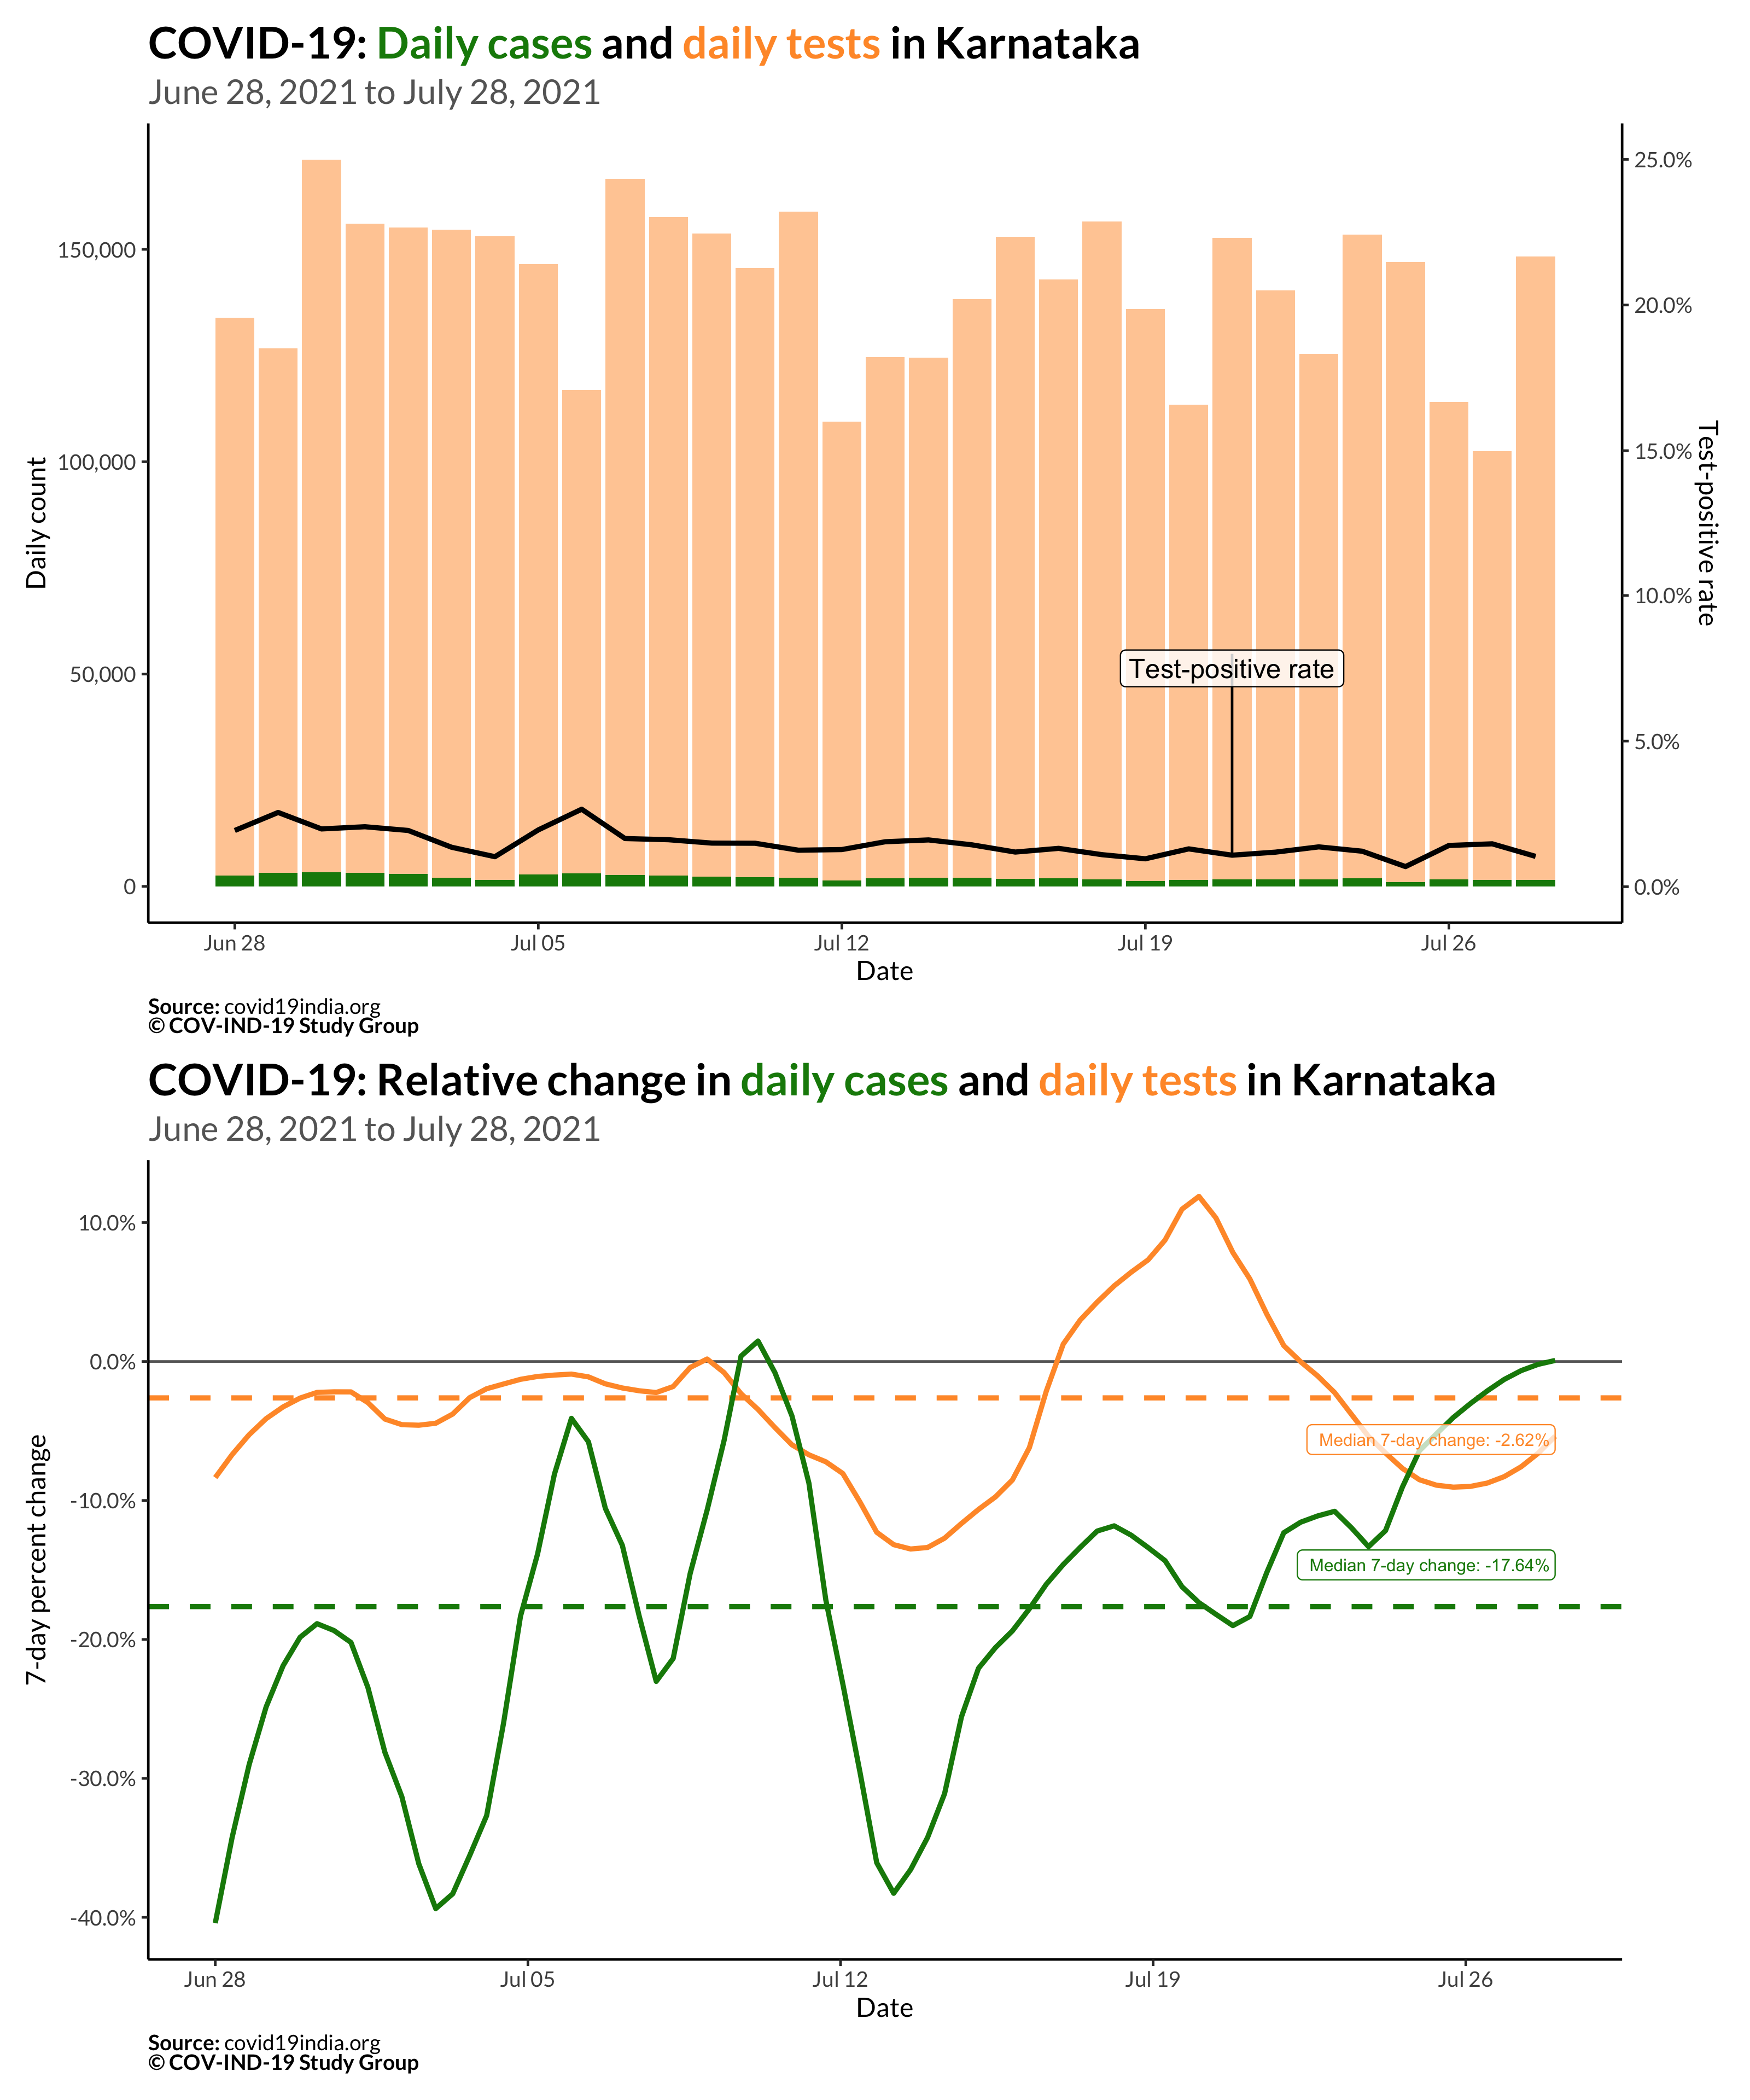 COVID-19: Daily cases and daily tests in Karnataka
June 28, 2021 to July 28, 2021
Daily count
150,000
100,000
50,000
0
25.0%
20.0%
15.0%
10.0%
5.0%
0.0%
Test-positive rate
Test-positive rate
Jun 28
Jul 05
Jul 12
Jul 19
Jul 26
Date
Source: covid19india.org
© COV-IND-19 Study Group
COVID-19: Relative change in daily cases and daily tests in Karnataka
June 28, 2021 to July 28, 2021
7-day percent change
10.0%
0.0%
-10.0%
-20.0%
-30.0%
-40.0%
Median 7-day change: -2.62%
Median 7-day change: -17.64%
Jun 28
Jul 05
Jul 12
Jul 19
Jul 26
Date
Source: covid19india.org
© COV-IND-19 Study Group